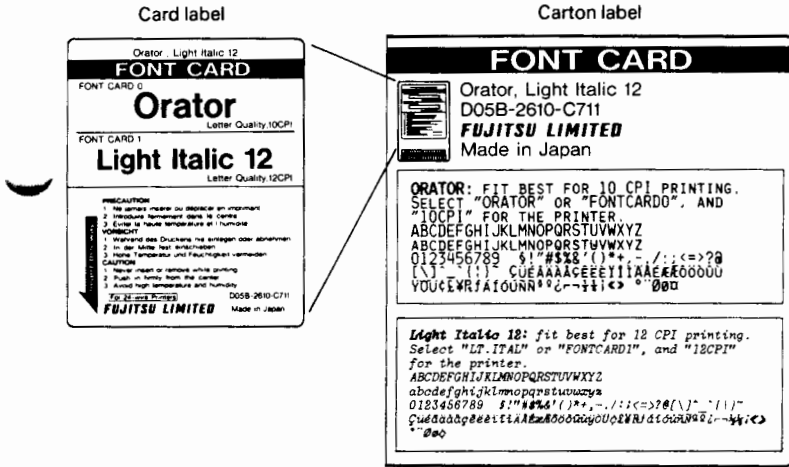 Card label
Orator, Light Italic 12
FONT CARD
FONT CARD 0
Orator
Letter Quality,10CPI
FONT CARD 1
Light Italic 12
Letter Quality,12CPI
PRECAUTION
1 Ne jamais insérer ou déplacer en imprimant
2 Introduire fermement dans le centre
3 Eviter la haute température et l'humidité
VORSICHT
1 Während des Druckens nie einlegen oder abnehmen
2 In der Mitte fest einschieben
3 Hohe Temperatur und Feuchtigkeit vermeiden
CAUTION
1 Never insert or remove while printing
2 Push in firmly from the center
3 Avoid high temperature and humidity
For 24-wire Printers
D05B-2610-C711
FUJITSU LIMITED
Made in Japan
Carton label
FONT CARD
Orator, Light Italic 12
D05B-2610-C711
FUJITSU LIMITED
Made in Japan
ORATOR: FIT BEST FOR 10 CPI PRINTING.
SELECT "ORATOR" OR "FONTCARD0", AND
"10CPI" FOR THE PRINTER.
ABCDEFGHIJKLMNOPQRSTUVWXYZ
ABCDEFGHIJKLMNOPQRSTUVWXYZ
0123456789 §!"#$%&'()*+,-./:;<=>?@
Light Italic 12: fit best for 12 CPI printing.
Select "LT.ITAL" or "FONTCARD1", and "12CPI"
for the printer.
ABCDEFGHIJKLMNOPQRSTUVWXYZ
abcdefghijklmnopqrstuvwxyz
0123456789 §!"#$%&'()*+,-./:;<=>?@[\]^_`{|}~